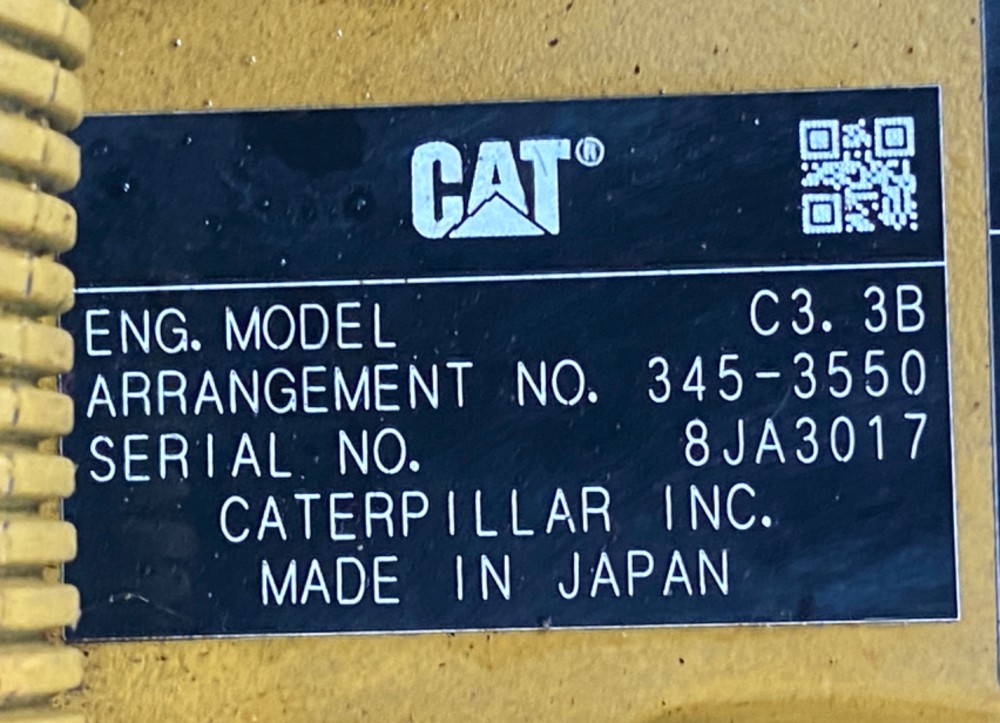 CAT®
ENG. MODEL C3.3B
ARRANGEMENT NO. 345-3550
SERIAL NO. 8JA3017
CATERPILLAR INC.
MADE IN JAPAN